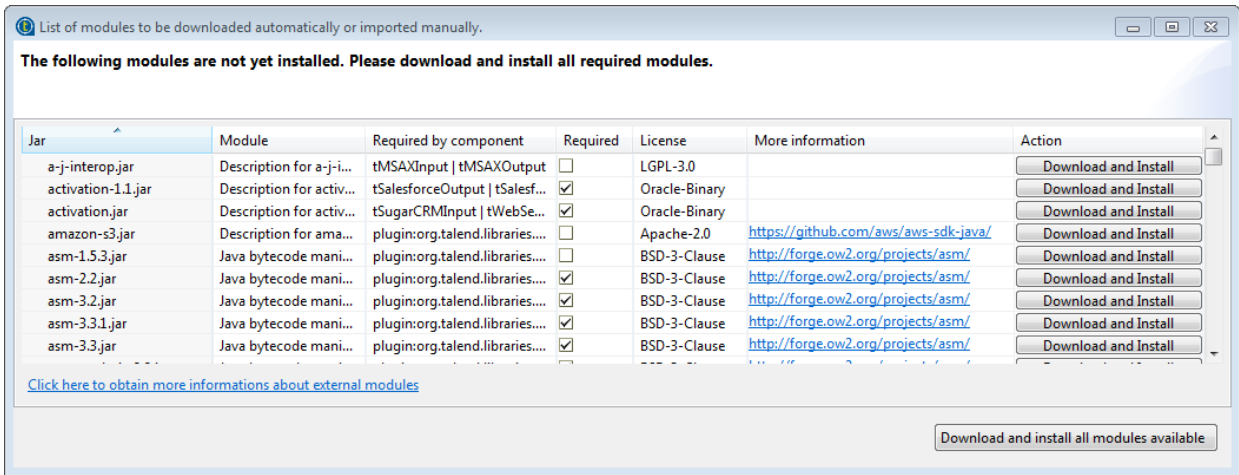 List of modules to be downloaded automatically or imported manually.
The following modules are not yet installed. Please download and install all required modules.
Jar Module Required by component Required License More information Action
a-j-interop.jar Description for a-j-i... tMSAXInput | tMSAXOutput LGPL-3.0 Download and Install
activation-1.1.jar Description for activ... tSalesforceOutput | tSalesf... Oracle-Binary Download and Install
activation.jar Description for activ... tSugarCRMInput | tWebSe... Oracle-Binary Download and Install
amazon-s3.jar Description for ama... plugin:org.talend.libraries.... Apache-2.0 https://github.com/aws/aws-sdk-java/ Download and Install
asm-1.5.3.jar Java bytecode mani... plugin:org.talend.libraries.... BSD-3-Clause http://forge.ow2.org/projects/asm/ Download and Install
asm-2.2.jar Java bytecode mani... plugin:org.talend.libraries.... BSD-3-Clause http://forge.ow2.org/projects/asm/ Download and Install
asm-3.2.jar Java bytecode mani... plugin:org.talend.libraries.... BSD-3-Clause http://forge.ow2.org/projects/asm/ Download and Install
asm-3.3.1.jar Java bytecode mani... plugin:org.talend.libraries.... BSD-3-Clause http://forge.ow2.org/projects/asm/ Download and Install
asm-3.3.jar Java bytecode mani... plugin:org.talend.libraries.... BSD-3-Clause http://forge.ow2.org/projects/asm/ Download and Install
Click here to obtain more informations about external modules
Download and install all modules available